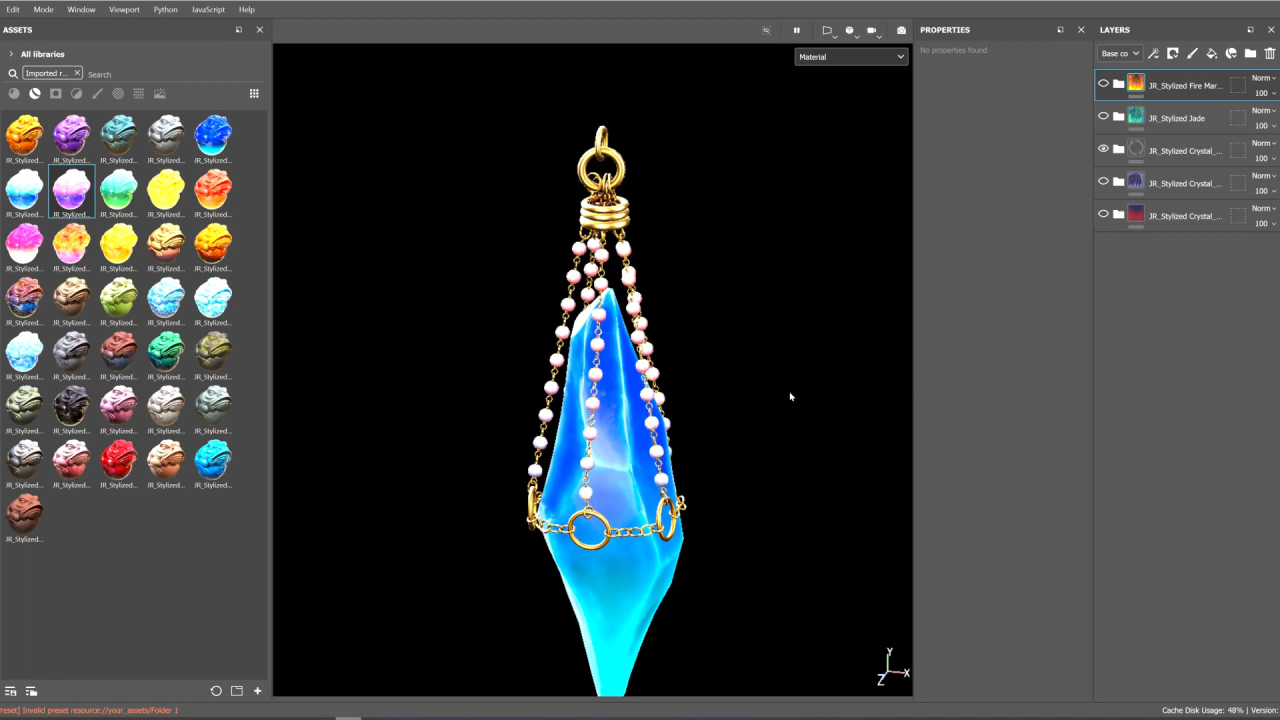 Edit Mode Window Viewport Python JavaScript Help
ASSETS
All libraries
Imported r...
Search
JR_Stylized... JR_Stylized... JR_Stylized... JR_Stylized... JR_Stylized...
JR_Stylized... JR_Stylized... JR_Stylized... JR_Stylized... JR_Stylized...
JR_Stylized... JR_Stylized... JR_Stylized... JR_Stylized... JR_Stylized...
JR_Stylized... JR_Stylized... JR_Stylized... JR_Stylized... JR_Stylized...
JR_Stylized... JR_Stylized... JR_Stylized... JR_Stylized... JR_Stylized...
JR_Stylized... JR_Stylized... JR_Stylized... JR_Stylized... JR_Stylized...
JR_Stylized... JR_Stylized... JR_Stylized... JR_Stylized... JR_Stylized...
JR_Stylized...
Material
Y
X
Z
PROPERTIES
No properties found
LAYERS
Base co
JR_Stylized Fire Mar... Norm
100
JR_Stylized Jade Norm
100
JR_Stylized Crystal_... Norm
100
JR_Stylized Crystal_... Norm
100
JR_Stylized Crystal_... Norm
100
reset] Invalid preset resource://your_assets/Folder 1
Cache Disk Usage: 48% | Version: